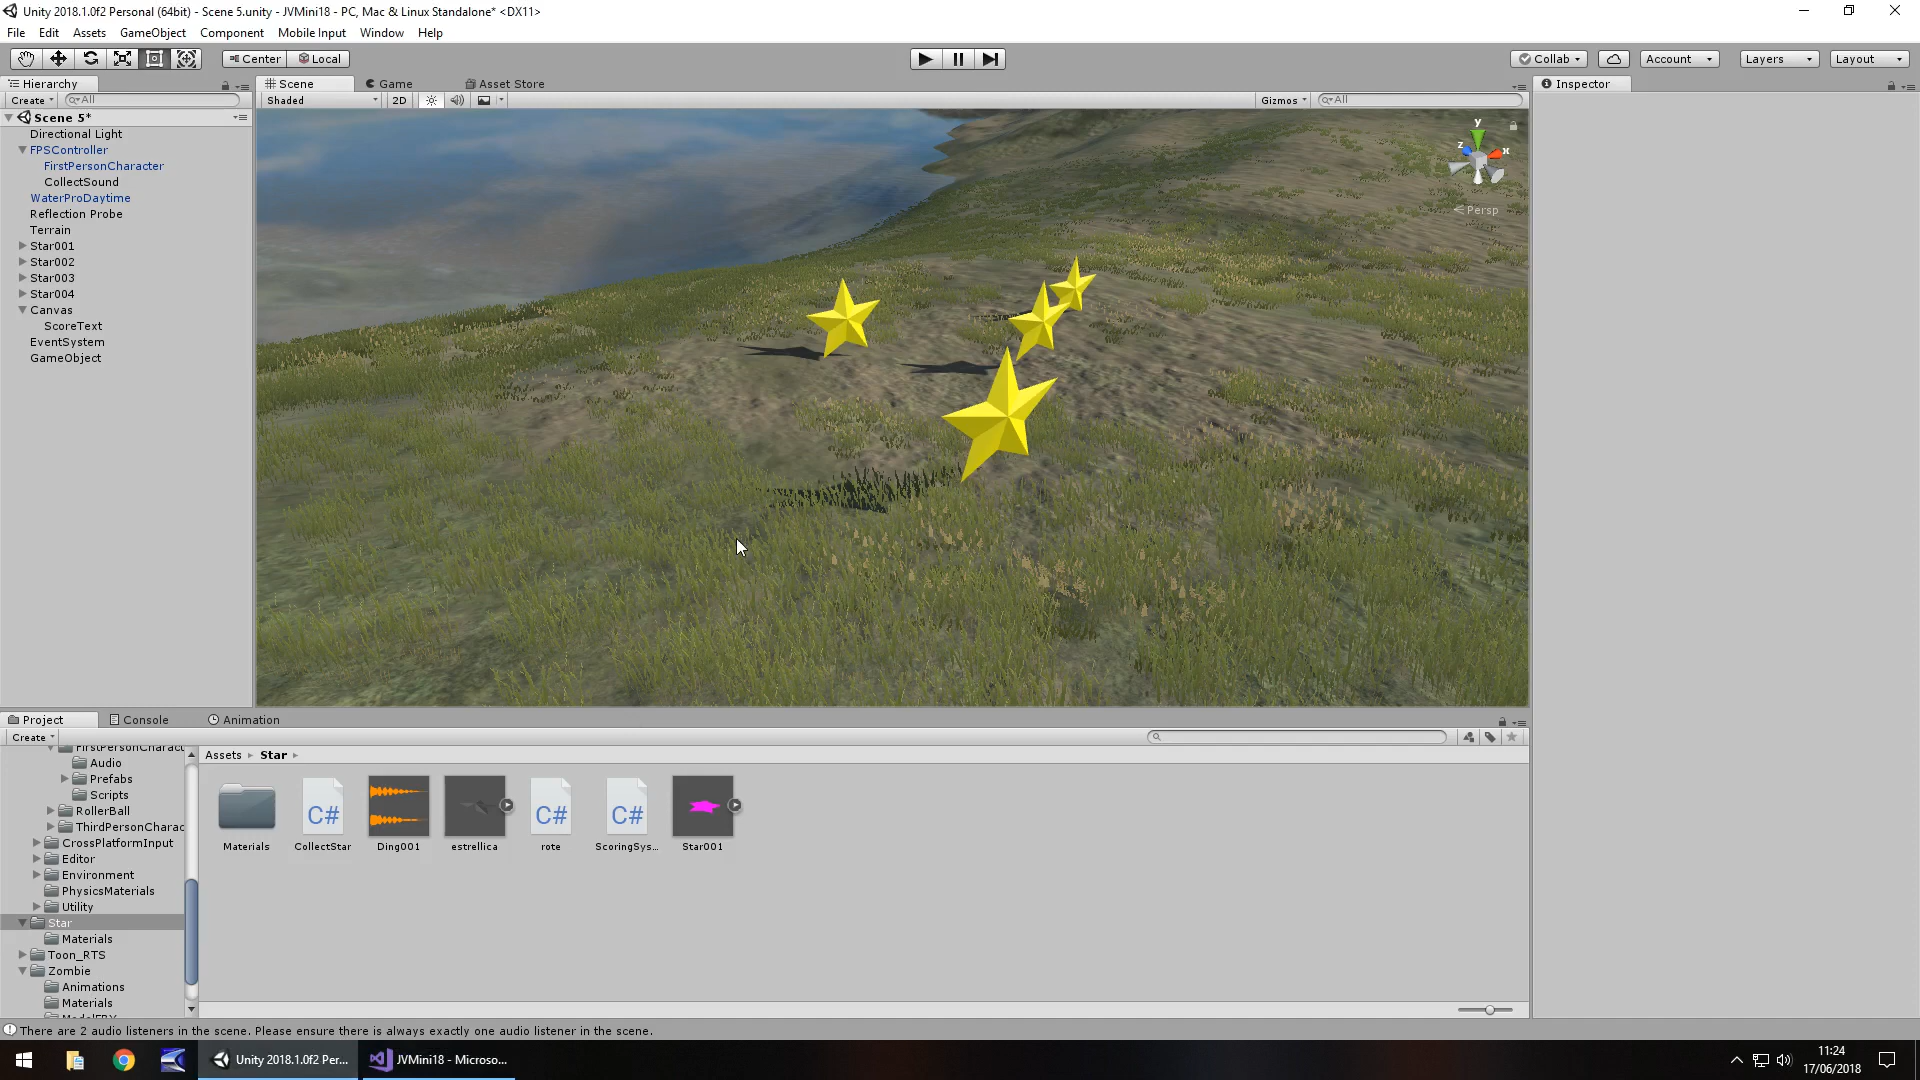 Unity 2018.1.0f2 Personal (64bit) - Scene 5.unity - JVMini18 - PC, Mac & Linux Standalone* <DX11>
File Edit Assets GameObject Component Mobile Input Window Help
Center Local Collab Account Layers Layout
Hierarchy Scene Game Asset Store Inspector
Create All Shaded 2D Gizmos All
Scene 5*
Directional Light
FPSController
FirstPersonCharacter
CollectSound
WaterProDaytime
Reflection Probe
Terrain
Star001
Star002
Star003
Star004
Canvas
ScoreText
EventSystem
GameObject
y
z x
Persp
Project Console Animation
Create
FirstPersonCharact
Audio
Prefabs
Scripts
RollerBall
ThirdPersonCharac
CrossPlatformInput
Editor
Environment
PhysicsMaterials
Utility
Star
Materials
Toon_RTS
Zombie
Animations
Materials
Assets Star
C# C# C#
Materials CollectStar Ding001 estrellica rote ScoringSys... Star001
There are 2 audio listeners in the scene. Please ensure there is always exactly one audio listener in the scene.
Unity 2018.1.0f2 Per... JVMini18 - Microso...
11:24
17/06/2018